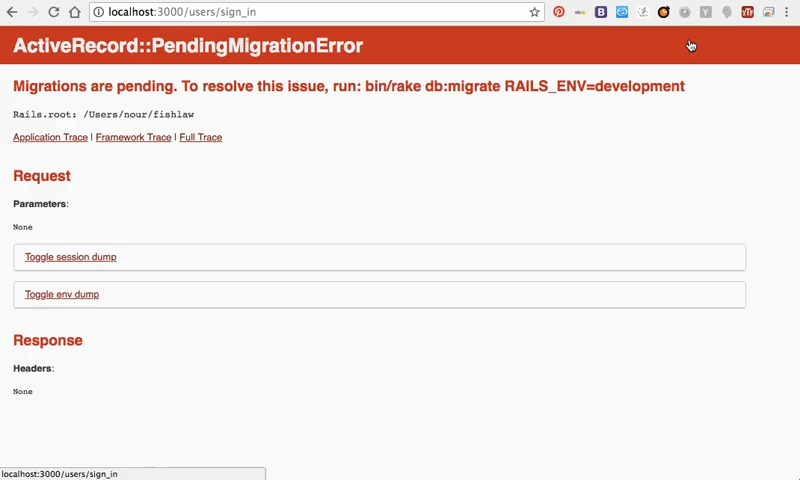 localhost:3000/users/sign_in
ActiveRecord::PendingMigrationError
Migrations are pending. To resolve this issue, run: bin/rake db:migrate RAILS_ENV=development
Rails.root: /Users/nour/fishlaw
Application Trace | Framework Trace | Full Trace
Request
Parameters:
None
Toggle session dump
Toggle env dump
Response
Headers:
None
localhost:3000/users/sign_in